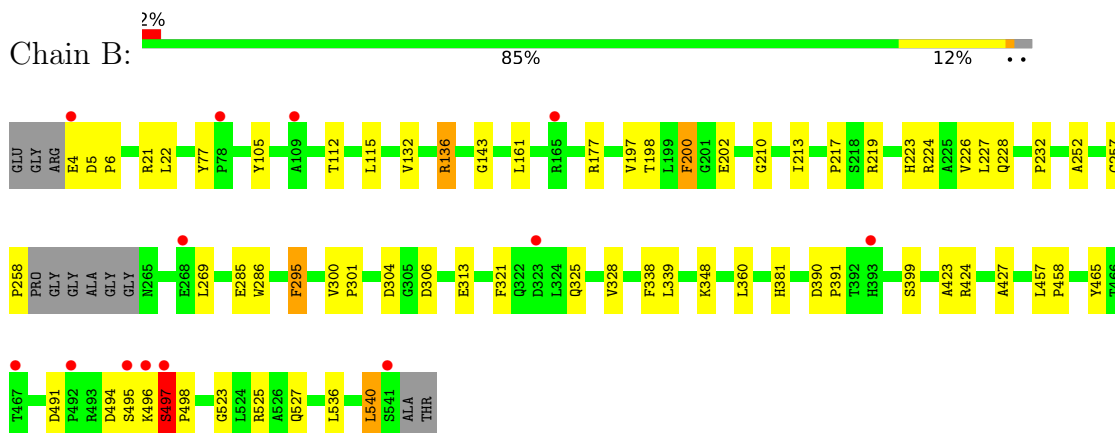 2%
Chain B:
85% 12% • •
GLU GLY ARG E4 D5 P6 R21 L22 Y77 P78 Y105 A109 T112 L115 V132 R136 G143 L161 R165 R177 V197 T198 L199 F200 G201 E202 G210 I213 P217 S218 R219 H223 R224 A225 V226 L227 Q228 P232 A252 G257
P258 PRO GLY GLY ALA GLY GLY N265 E268 L269 E285 W286 F295 V300 P301 D304 G305 D306 E313 F321 Q322 D323 L324 Q325 V328 F338 L339 K348 L360 H381 D390 P391 T392 H393 S399 A423 R424 A427 L457 P458 Y465 T466
T467 D491 P492 R493 D494 S495 K496 S497 P498 G523 L524 R525 A526 Q527 L536 L540 S541 ALA THR